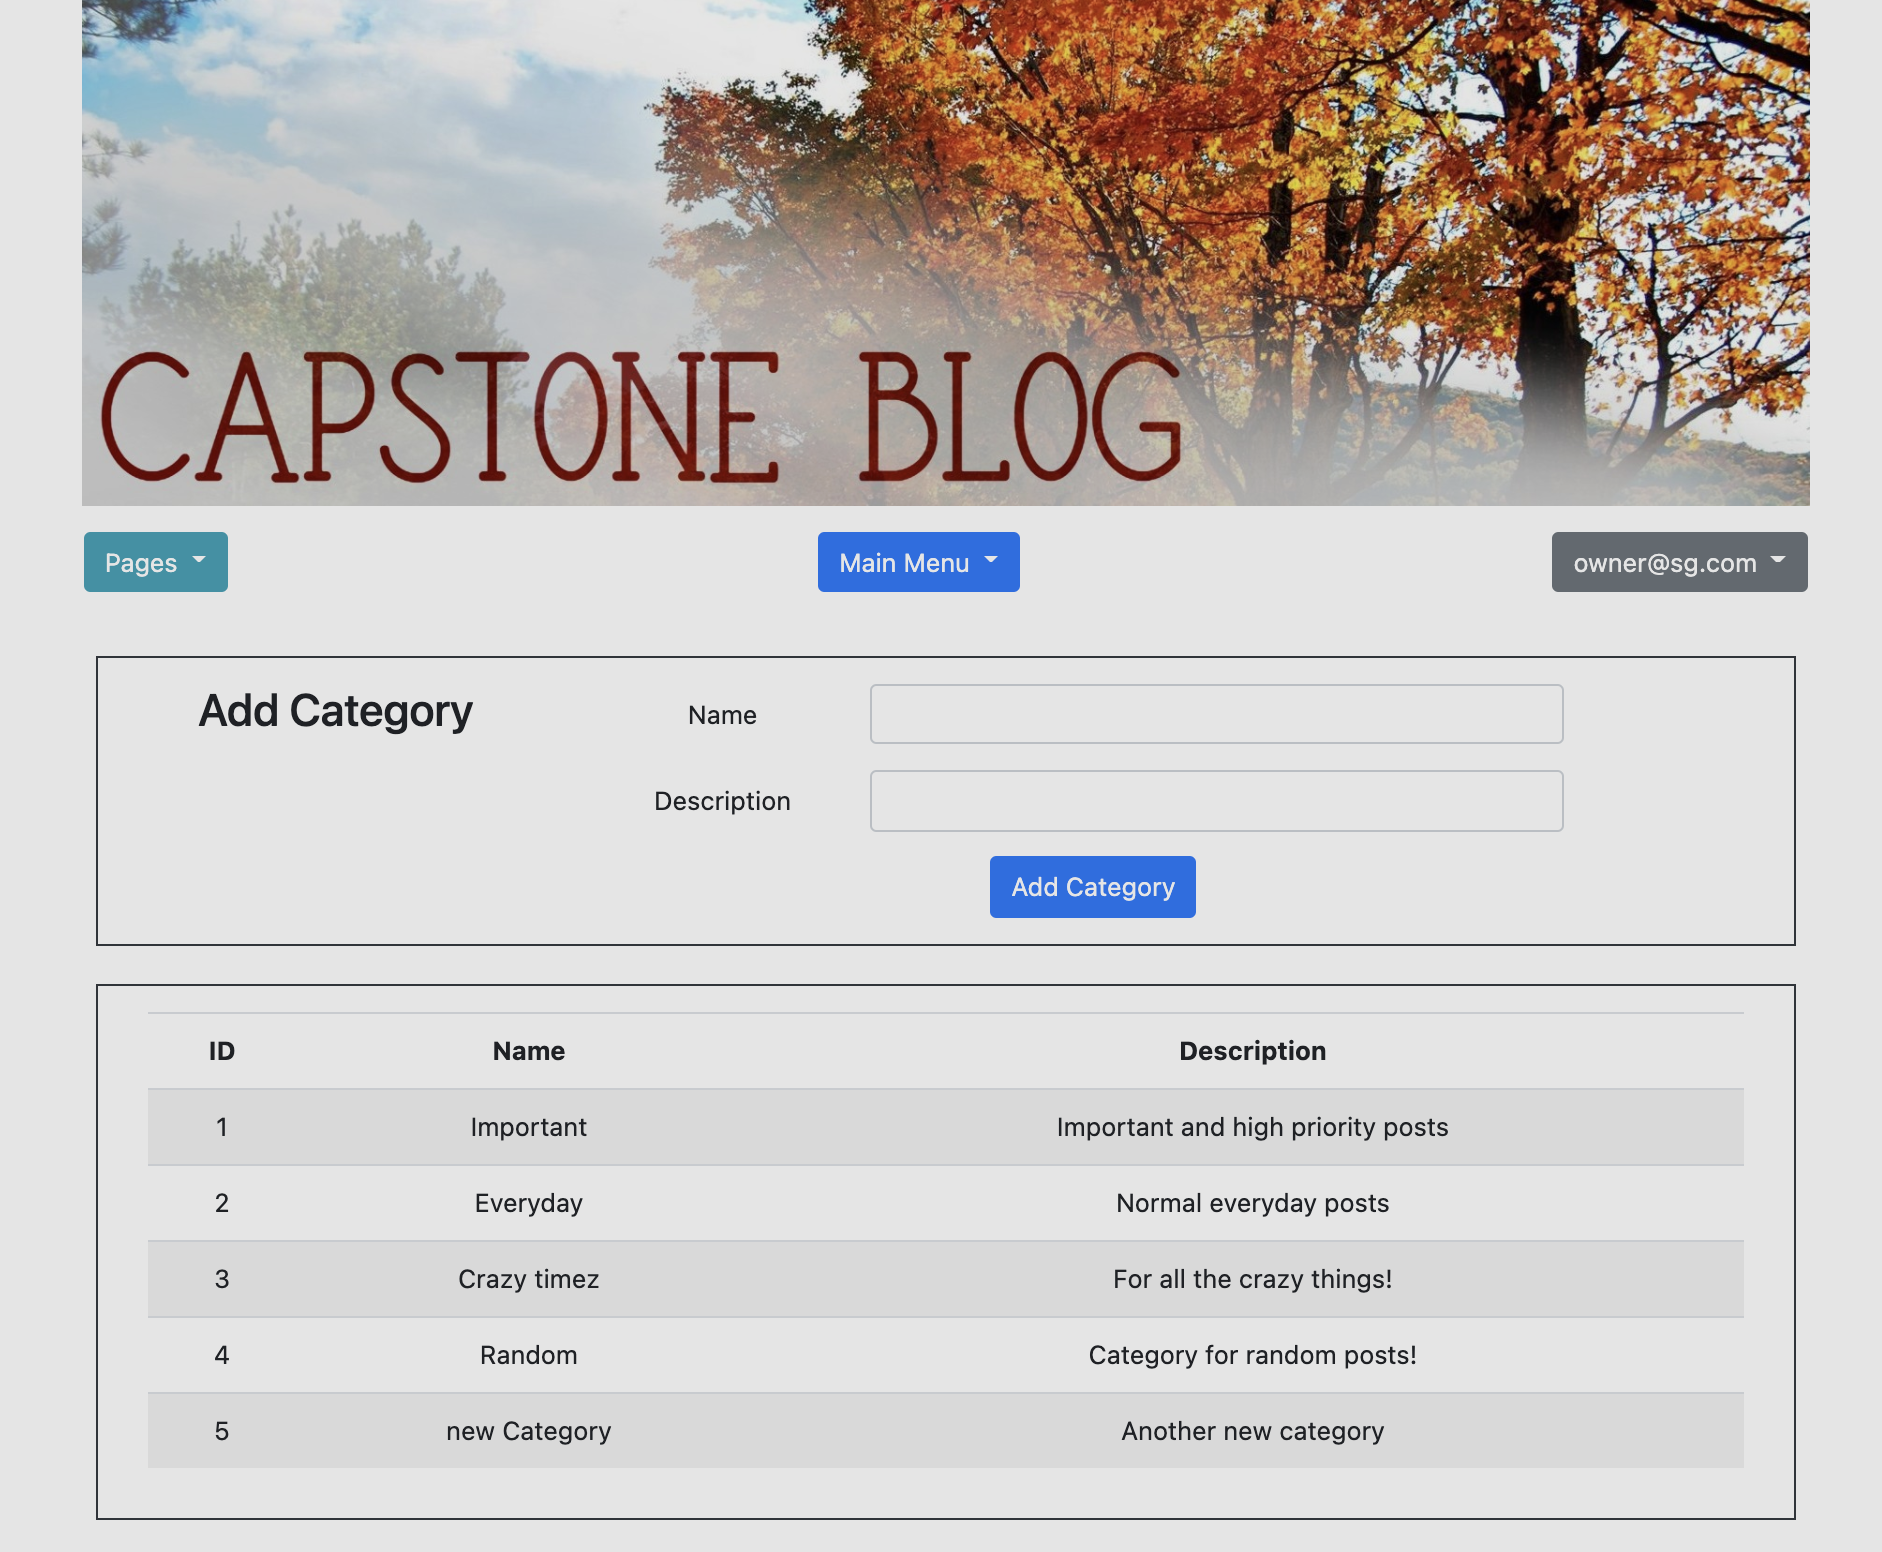 CAPSTONE BLOG
Pages Main Menu owner@sg.com
Add Category Name
Description
Add Category
ID Name Description
1 Important Important and high priority posts
2 Everyday Normal everyday posts
3 Crazy timez For all the crazy things!
4 Random Category for random posts!
5 new Category Another new category